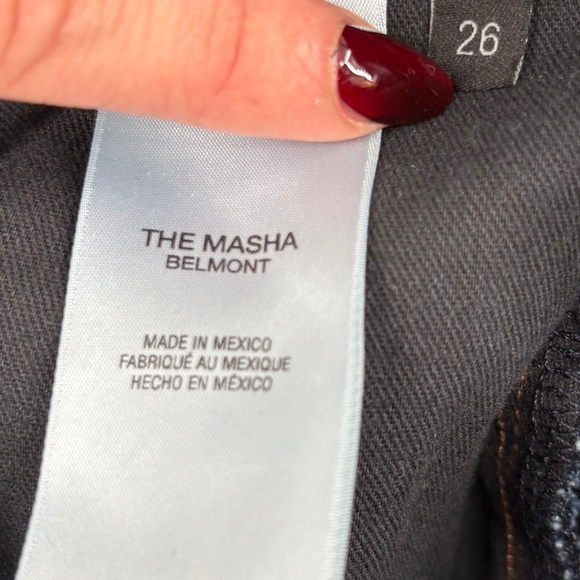 26
THE MASHA
BELMONT
MADE IN MEXICO
FABRIQUÉ AU MEXIQUE
HECHO EN MÉXICO